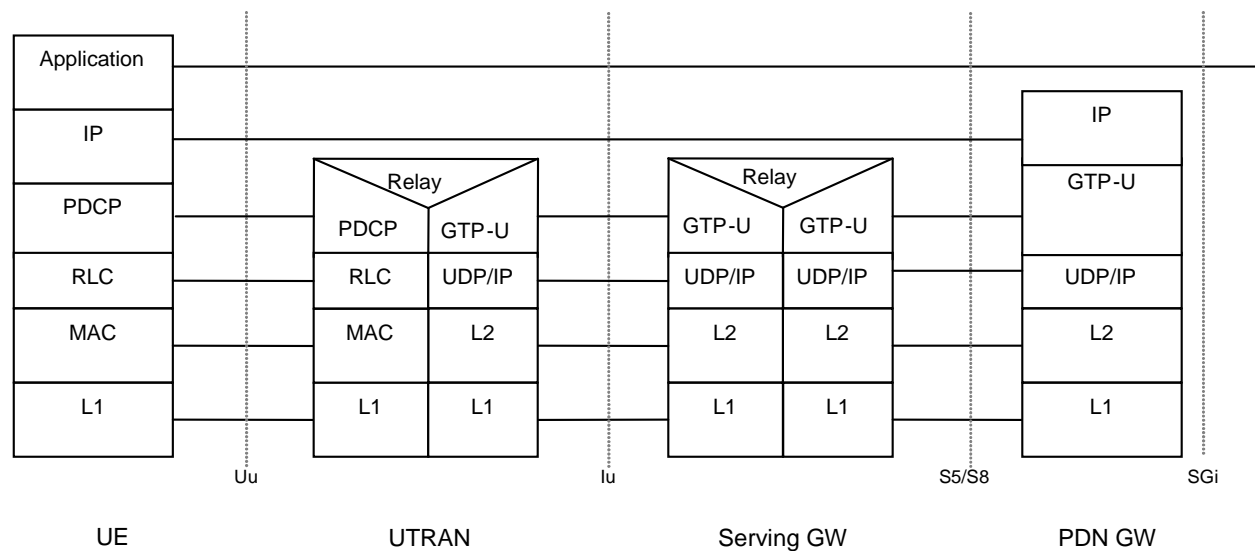 Application
IP
IP
Relay
Relay
GTP-U
PDCP
PDCP
GTP-U
GTP-U
GTP-U
RLC
RLC
UDP/IP
UDP/IP
UDP/IP
UDP/IP
MAC
MAC
L2
L2
L2
L2
L1
L1
L1
L1
L1
L1
Uu
Iu
S5/S8
SGi
UE
UTRAN
Serving GW
PDN GW